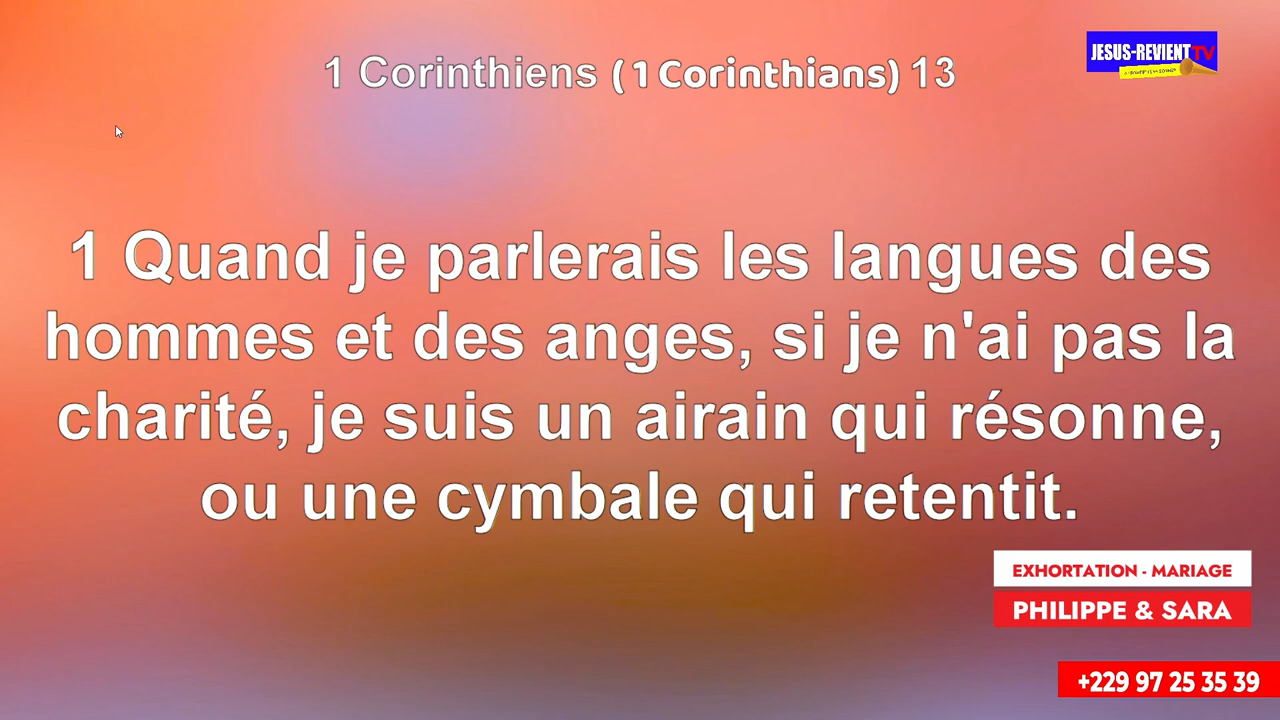 1 Corinthiens (1 Corinthians) 13
JESUS-REVIENT TV
1 Quand je parlerais les langues des
hommes et des anges, si je n'ai pas la
charité, je suis un airain qui résonne,
ou une cymbale qui retentit.
EXHORTATION - MARIAGE
PHILIPPE & SARA
+229 97 25 35 39